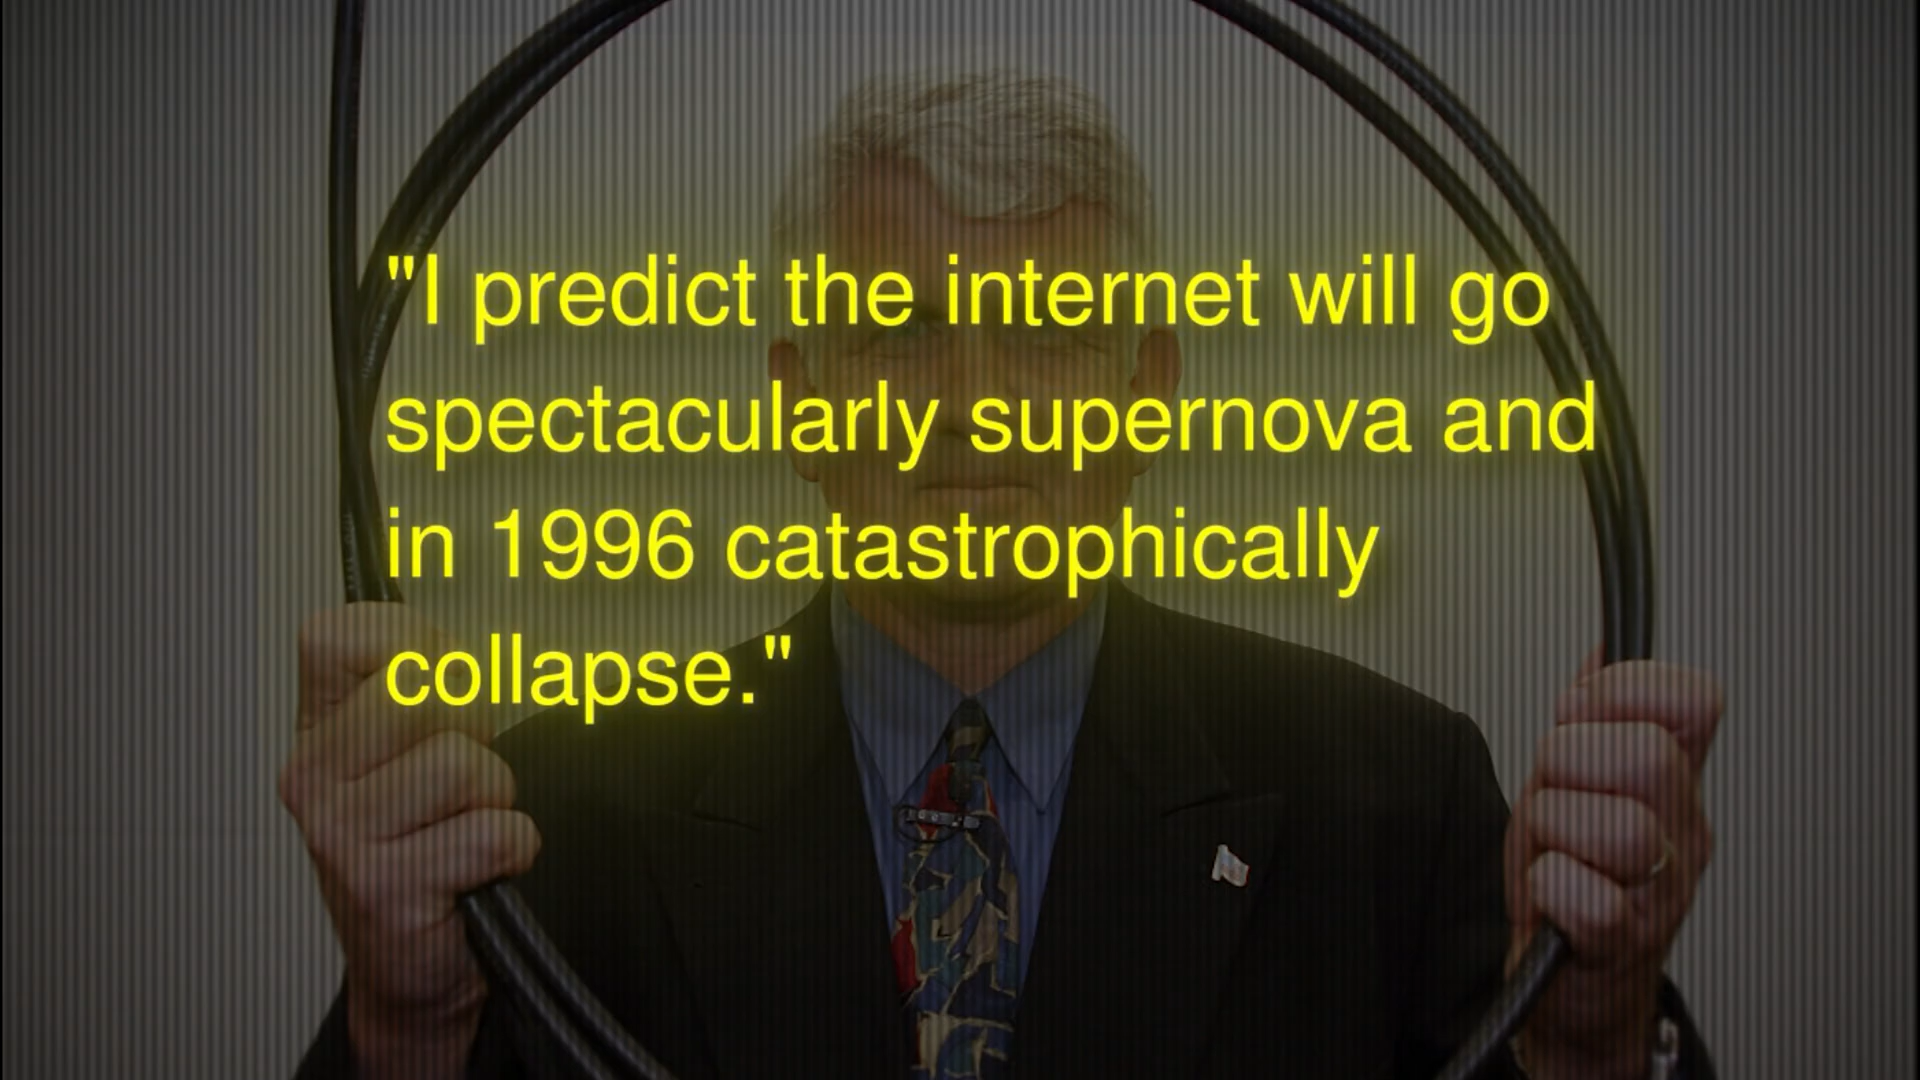 "I predict the internet will go
spectacularly supernova and
in 1996 catastrophically
collapse."